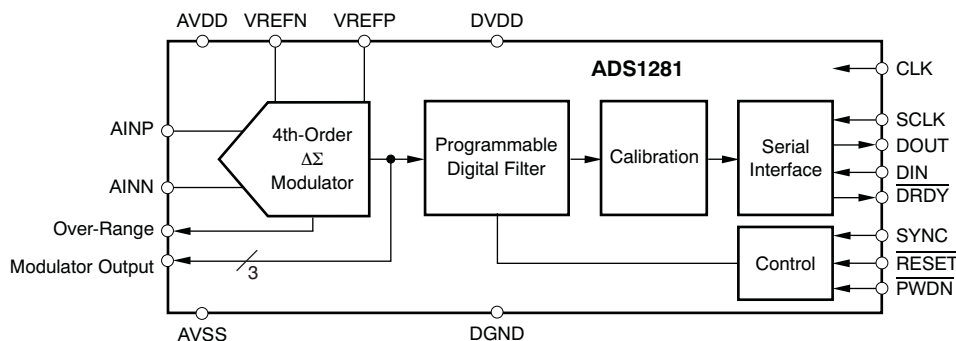 AVDD VREFN VREFP DVDD
ADS1281
CLK
AINP
AINN
Over-Range
Modulator Output
4th-Order
ΔΣ
Modulator
3
Programmable
Digital Filter
Calibration
Serial
Interface
Control
SCLK
DOUT
DIN
DRDY
SYNC
RESET
PWDN
AVSS DGND